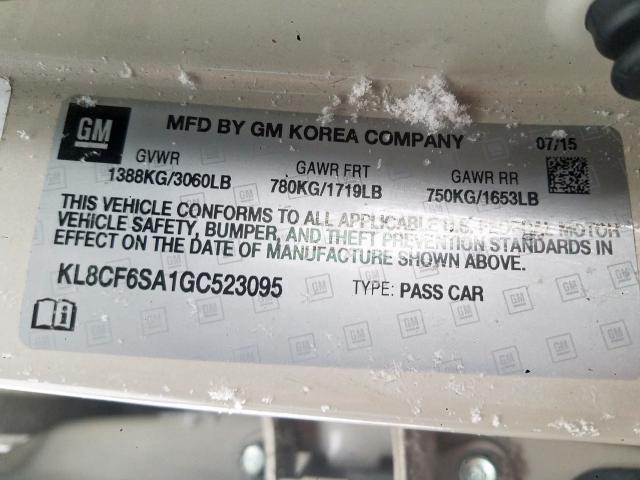 GM MFD BY GM KOREA COMPANY 07/15
GVWR GAWR FRT GAWR RR
1388KG/3060LB 780KG/1719LB 750KG/1653LB
THIS VEHICLE CONFORMS TO ALL APPLICABLE U.S. FEDERAL MOTOR
VEHICLE SAFETY, BUMPER, AND THEFT PREVENTION STANDARDS IN
EFFECT ON THE DATE OF MANUFACTURE SHOWN ABOVE.
KL8CF6SA1GC523095 TYPE: PASS CAR